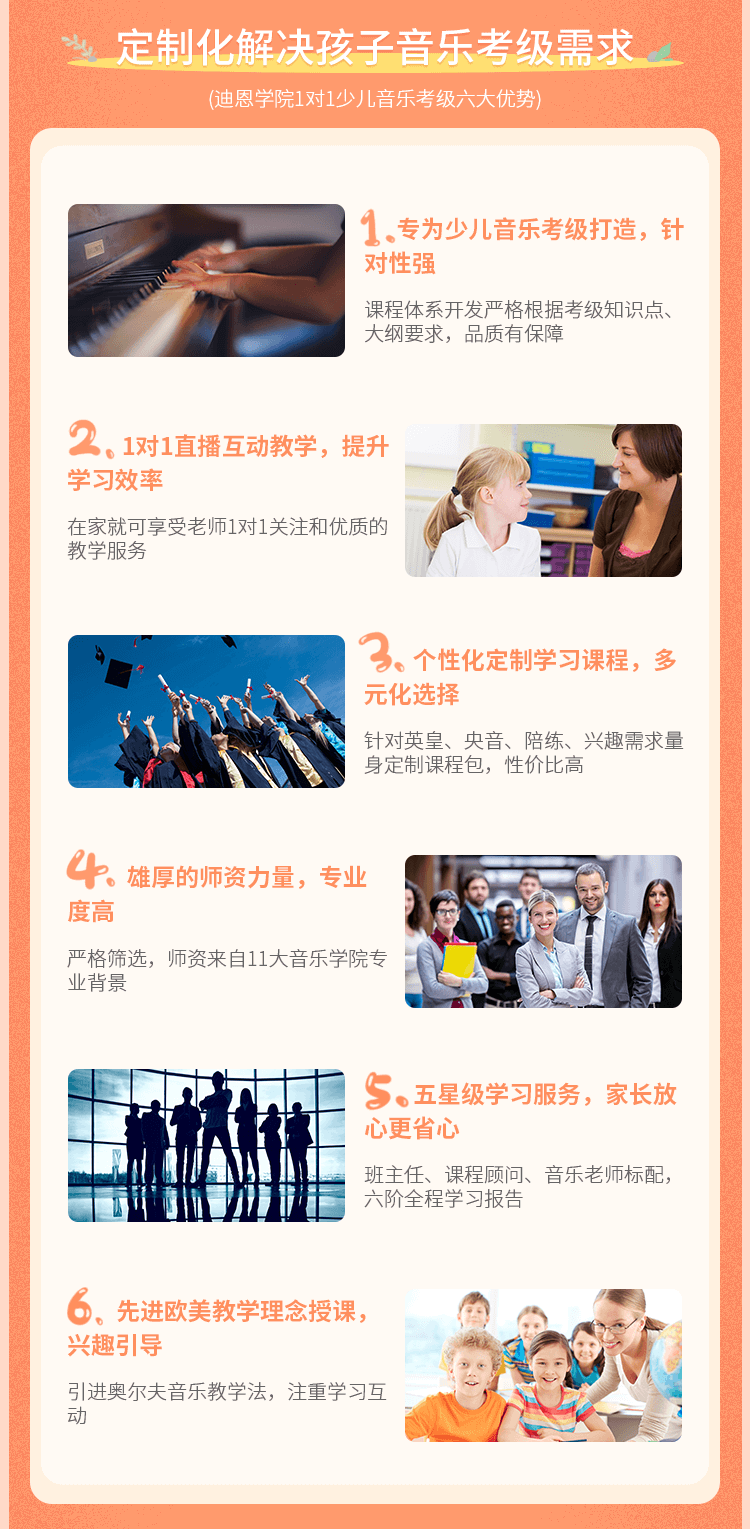 定制化解决孩子音乐考级需求
(迪恩学院1对1少儿音乐考级六大优势)
1.专为少儿音乐考级打造，针
对性强
课程体系开发严格根据考级知识点、
大纲要求，品质有保障
2.1对1直播互动教学，提升
学习效率
在家就可享受老师1对1关注和优质的
教学服务
3.个性化定制学习课程，多
元化选择
针对英皇、央音、陪练、兴趣需求量
身定制课程包，性价比高
4.雄厚的师资力量，专业
度高
严格筛选，师资来自11大音乐学院专
业背景
5.五星级学习服务，家长放
心更省心
班主任、课程顾问、音乐老师标配，
六阶全程学习报告
6.先进欧美教学理念授课，
兴趣引导
引进奥尔夫音乐教学法，注重学习互
动